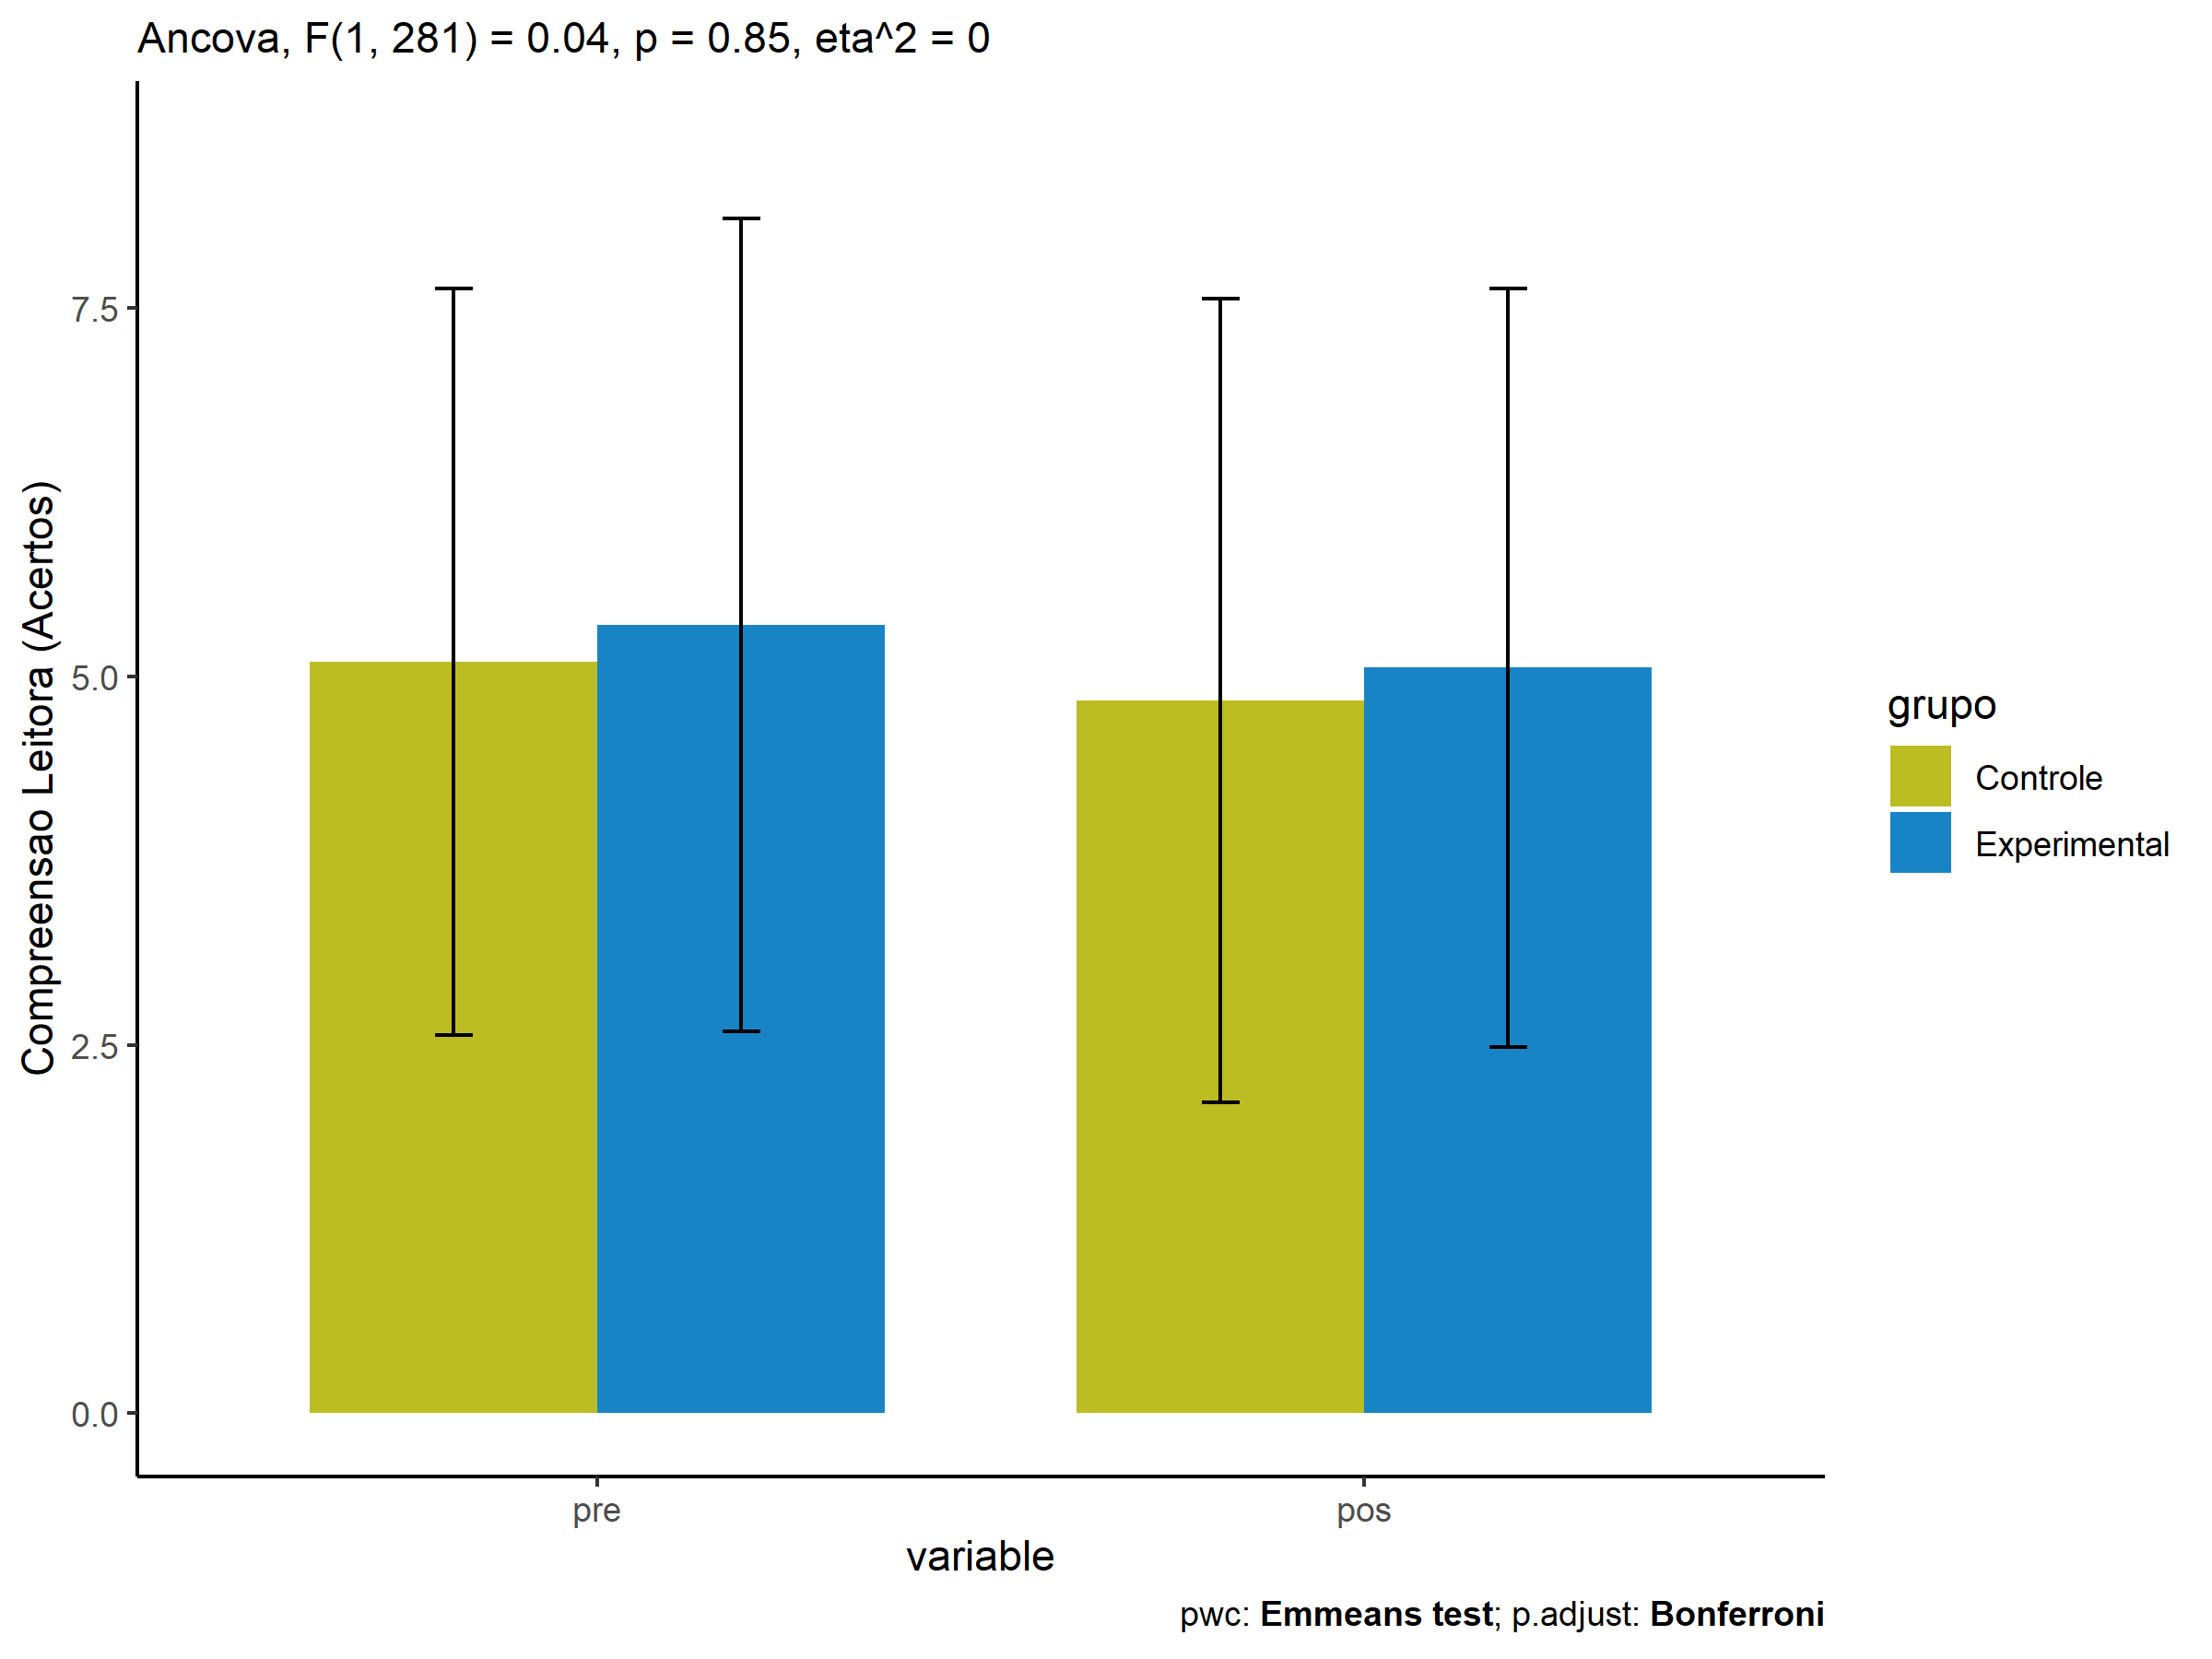 Ancova, F(1, 281) = 0.04, p = 0.85, eta^2 = 0
Compreensao Leitora (Acertos)
7.5
5.0
2.5
0.0
pre
pos
variable
grupo
Controle
Experimental
pwc: Emmeans test; p.adjust: Bonferroni